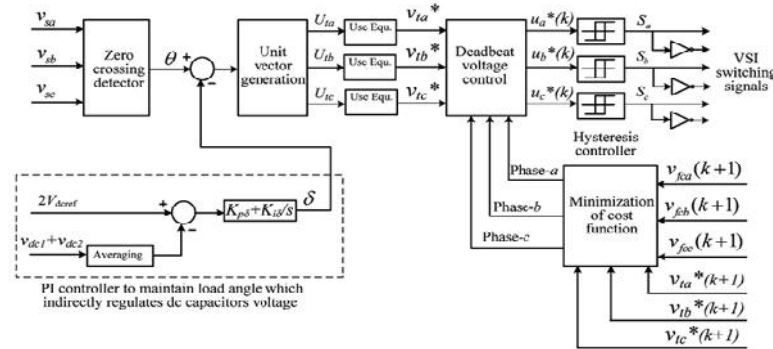 v_sa
v_sb
v_sc
Zero
crossing
detector
θ
+
−
Unit
vector
generation
U_ta
U_tb
U_tc
Use Equ.
Use Equ.
Use Equ.
v_ta*
v_tb*
v_tc*
Deadbeat
voltage
control
u_a*(k)
u_b*(k)
u_c*(k)
S_a
S_b
S_c
VSI
switching
signals
Hysteresis
controller
2V_dcref
+
−
K_pδ+K_iδ/s
δ
v_dc1+v_dc2
Averaging
PI controller to maintain load angle which
indirectly regulates dc capacitors voltage
Phase-a
Phase-b
Phase-c
Minimization
of cost
function
v_fca(k+1)
v_fcb(k+1)
v_fcc(k+1)
v_ta*(k+1)
v_tb*(k+1)
v_tc*(k+1)